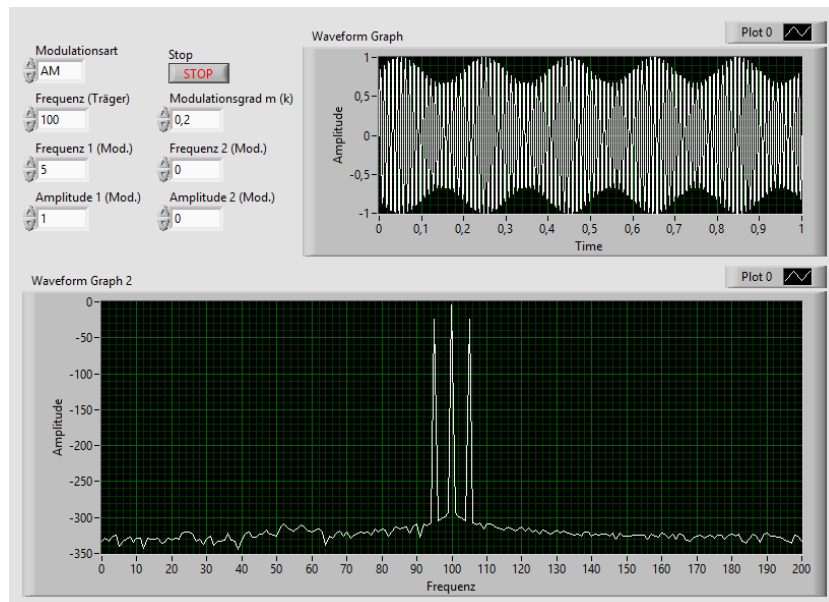 Modulationsart
Stop
AM
STOP
Frequenz (Träger)
Modulationsgrad m (k)
100
0,2
Frequenz 1 (Mod.)
Frequenz 2 (Mod.)
5
0
Amplitude 1 (Mod.)
Amplitude 2 (Mod.)
1
0
Waveform Graph
Plot 0
Amplitude
1
0,5
0
-0,5
-1
0 0,1 0,2 0,3 0,4 0,5 0,6 0,7 0,8 0,9 1
Time
Waveform Graph 2
Plot 0
Amplitude
0
-50
-100
-150
-200
-250
-300
-350
0 10 20 30 40 50 60 70 80 90 100 110 120 130 140 150 160 170 180 190 200
Frequenz